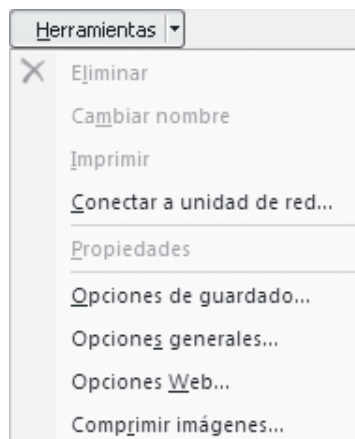 Herramientas
Eliminar
Cambiar nombre
Imprimir
Conectar a unidad de red...
Propiedades
Opciones de guardado...
Opciones generales...
Opciones Web...
Comprimir imágenes...